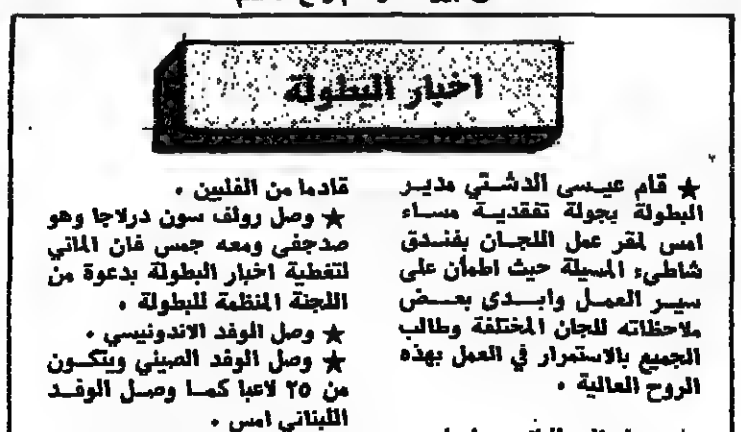 اخبار البطولة
★ قام عيسى الدشتي مدير
البطولة بجولة تفقدية مساء
امس لمقر عمل اللجان بفندق
شاطىء المسيلة حيث اطمأن على
سير العمل وابدى بعض
ملاحظاته للجان المختلفة وطالب
الجميع بالاستمرار في العمل بهذه
الروح العالية .
قادما من الفلبين .
★ وصل رولف سون درلاجا وهو
صدجفى ومعه جمس فان الماتي
لتغطية اخبار البطولة بدعوة من
اللجنة المنظمة للبطولة .
★ وصل الوفد الاندونيسي .
★ وصل الوفد الصيني ويتكون
من ٢٥ لاعبا كما وصل الوفد
اللبناني امس .